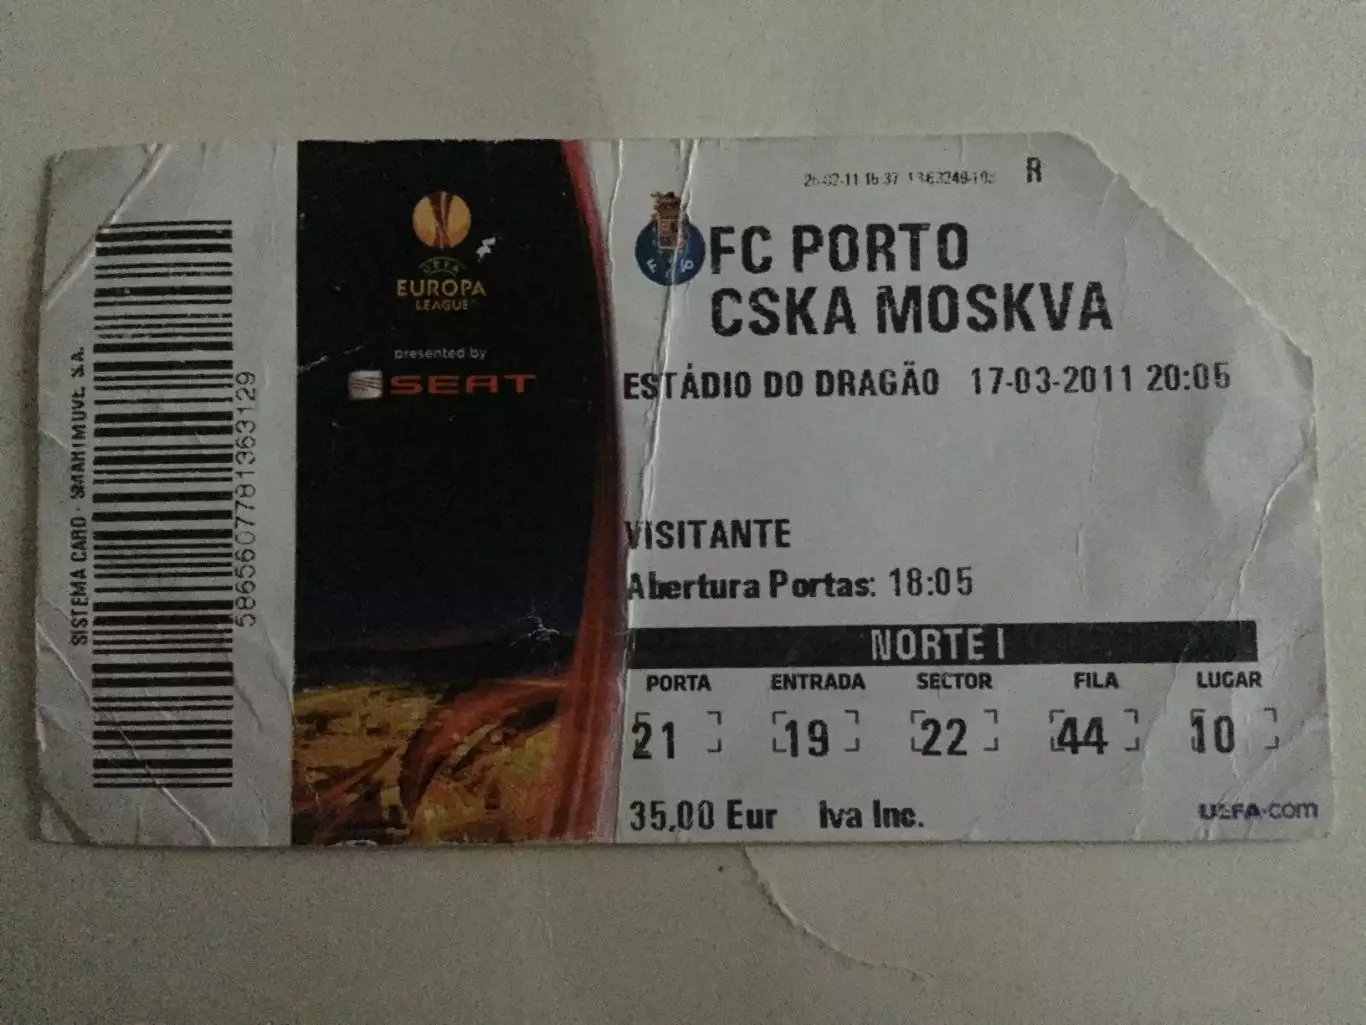 SISTEMA CARD · SMARTMOVE S.A.
5865607781363129
UEFA
EUROPA
LEAGUE
presented by
SEAT
R
FCP
FC PORTO
CSKA MOSKVA
ESTÁDIO DO DRAGÃO 17-03-2011 20:05
VISITANTE
Abertura Portas: 18:05
NORTE I
PORTA ENTRADA SECTOR FILA LUGAR
21 19 22 44 10
35,00 Eur Iva Inc.
UEFA.com